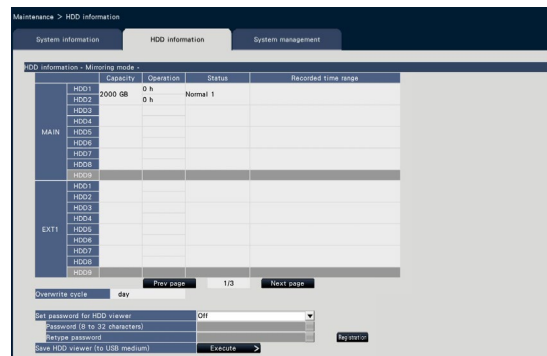 Maintenance > HDD information
System information HDD information System management
HDD information - Mirroring mode -
Capacity Operation Status Recorded time range
MAIN HDD1 2000 GB 0 h Normal 1
HDD2 0 h
HDD3
HDD4
HDD5
HDD6
HDD7
HDD8
HDD9
EXT1 HDD1
HDD2
HDD3
HDD4
HDD5
HDD6
HDD7
HDD8
HDD9
Prev page 1/3 Next page
Overwrite cycle day
Set password for HDD viewer Off
Password (8 to 32 characters)
Retype password Registration
Save HDD viewer (to USB medium) Execute >